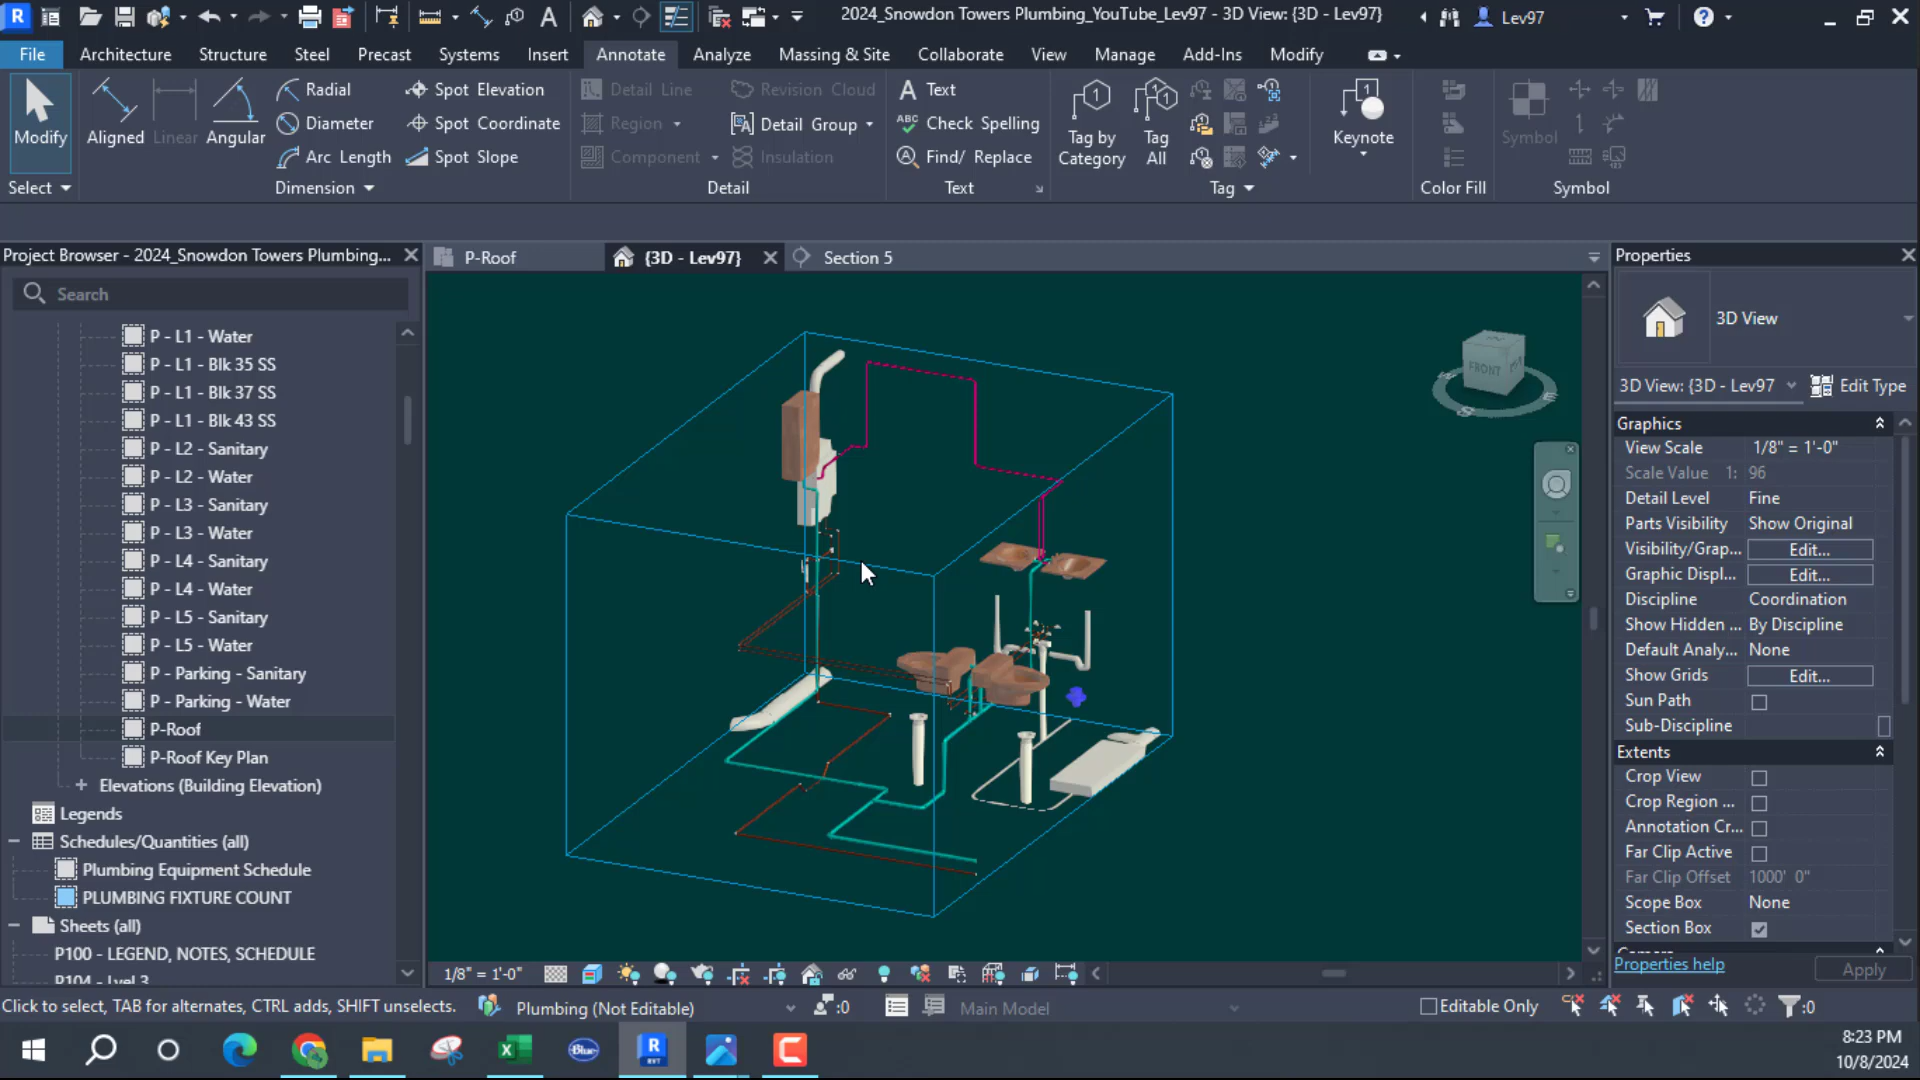 2024_Snowdon Towers Plumbing_YouTube_Lev97 - 3D View: {3D - Lev97}
Lev97
File Architecture Structure Steel Precast Systems Insert Annotate Analyze Massing & Site Collaborate View Manage Add-Ins Modify
Modify
Aligned
Linear
Angular
Radial
Diameter
Arc Length
Spot Elevation
Spot Coordinate
Spot Slope
Detail Line
Region
Component
Revision Cloud
Detail Group
Insulation
A Text
ABC Check Spelling
Find/ Replace
Tag by Category
Tag All
Keynote
Symbol
Select
Dimension
Detail
Text
Tag
Color Fill
Symbol
Project Browser - 2024_Snowdon Towers Plumbing...
Search
P - L1 - Water
P - L1 - Blk 35 SS
P - L1 - Blk 37 SS
P - L1 - Blk 43 SS
P - L2 - Sanitary
P - L2 - Water
P - L3 - Sanitary
P - L3 - Water
P - L4 - Sanitary
P - L4 - Water
P - L5 - Sanitary
P - L5 - Water
P - Parking - Sanitary
P - Parking - Water
P-Roof
P-Roof Key Plan
Elevations (Building Elevation)
Legends
Schedules/Quantities (all)
Plumbing Equipment Schedule
PLUMBING FIXTURE COUNT
Sheets (all)
P100 - LEGEND, NOTES, SCHEDULE
P104 - Lvel 3
P-Roof
{3D - Lev97}
Section 5
FRONT
1/8" = 1'-0"
Properties
3D View
3D View: {3D - Lev97
Edit Type
Graphics
View Scale 1/8" = 1'-0"
Scale Value 1: 96
Detail Level Fine
Parts Visibility Show Original
Visibility/Grap... Edit...
Graphic Displ... Edit...
Discipline Coordination
Show Hidden ... By Discipline
Default Analy... None
Show Grids Edit...
Sun Path
Sub-Discipline
Extents
Crop View
Crop Region ...
Annotation Cr...
Far Clip Active
Far Clip Offset 1000' 0"
Scope Box None
Section Box
Properties help
Apply
Click to select, TAB for alternates, CTRL adds, SHIFT unselects.
Plumbing (Not Editable)
:0
Main Model
Editable Only
:0
Blue
8:23 PM
10/8/2024